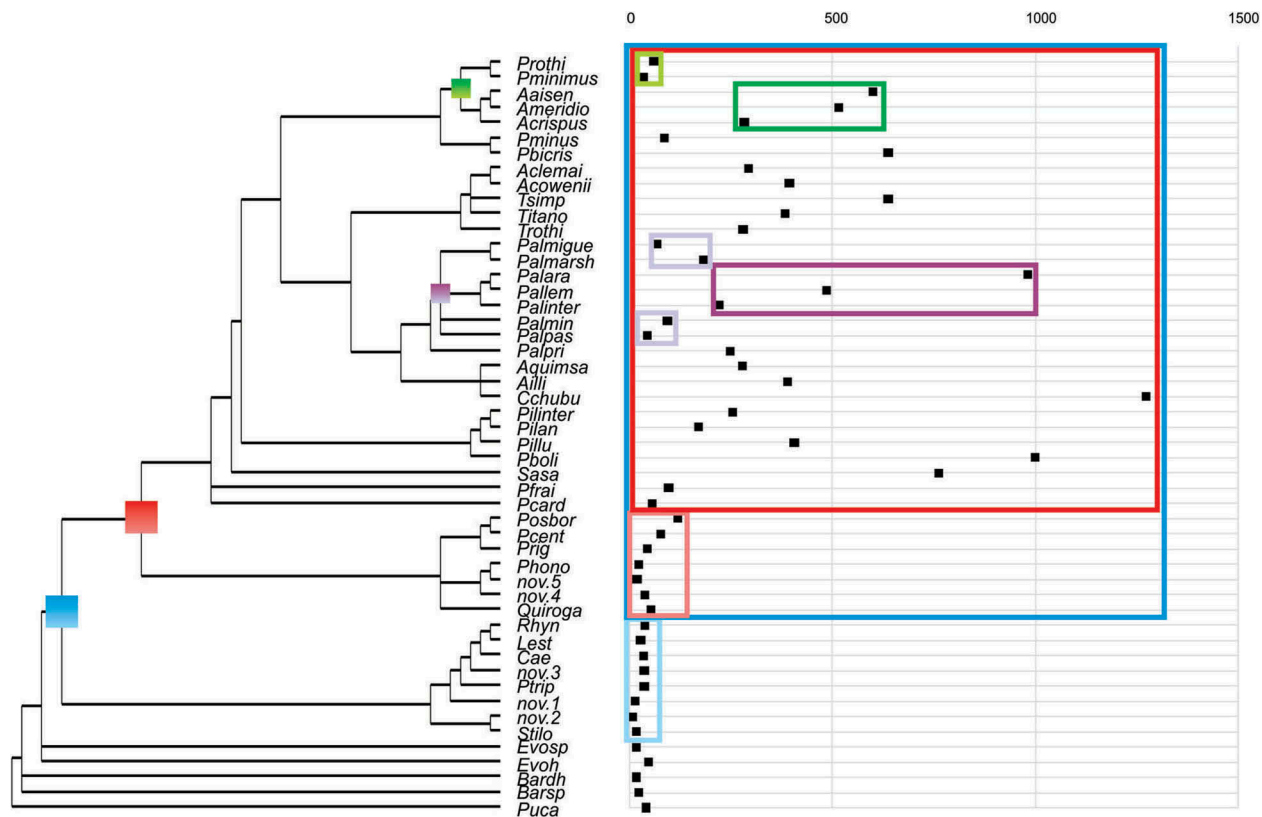 0 500 1000 1500
Prothi
Pminimus
Aaisen
Ameridio
Acrispus
Pminus
Pbicris
Aclemai
Acowenii
Tsimp
Titano
Trothi
Palmigue
Palmarsh
Palara
Pallem
Palinter
Palmin
Palpas
Palpri
Aquimsa
Ailli
Cchubu
Pilinter
Pilan
Pillu
Pboli
Sasa
Pfrai
Pcard
Posbor
Pcent
Prig
Phono
nov.5
nov.4
Quiroga
Rhyn
Lest
Cae
nov.3
Ptrip
nov.1
nov.2
Stilo
Evosp
Evoh
Bardh
Barsp
Puca